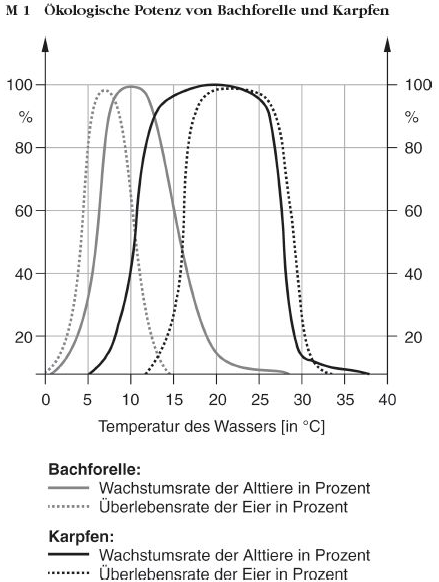 M 1 Ökologische Potenz von Bachforelle und Karpfen
100 100
% %
80 80
60 60
40 40
20 20
0 5 10 15 20 25 30 35 40
Temperatur des Wassers [in °C]
Bachforelle:
Wachstumsrate der Alttiere in Prozent
Überlebensrate der Eier in Prozent
Karpfen:
Wachstumsrate der Alttiere in Prozent
Überlebensrate der Eier in Prozent